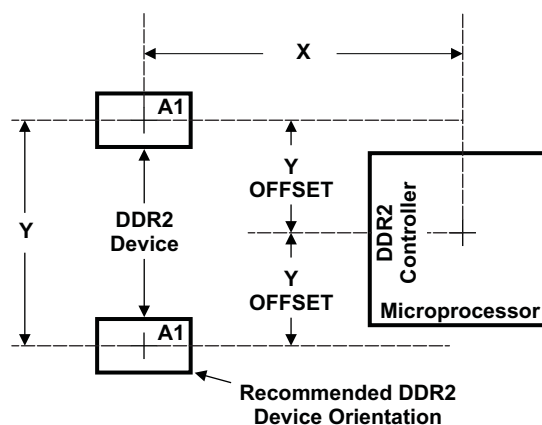 X
A1
Y
OFFSET
DDR2
Controller
Y
DDR2
Device
Y
OFFSET
Microprocessor
A1
Recommended DDR2
Device Orientation